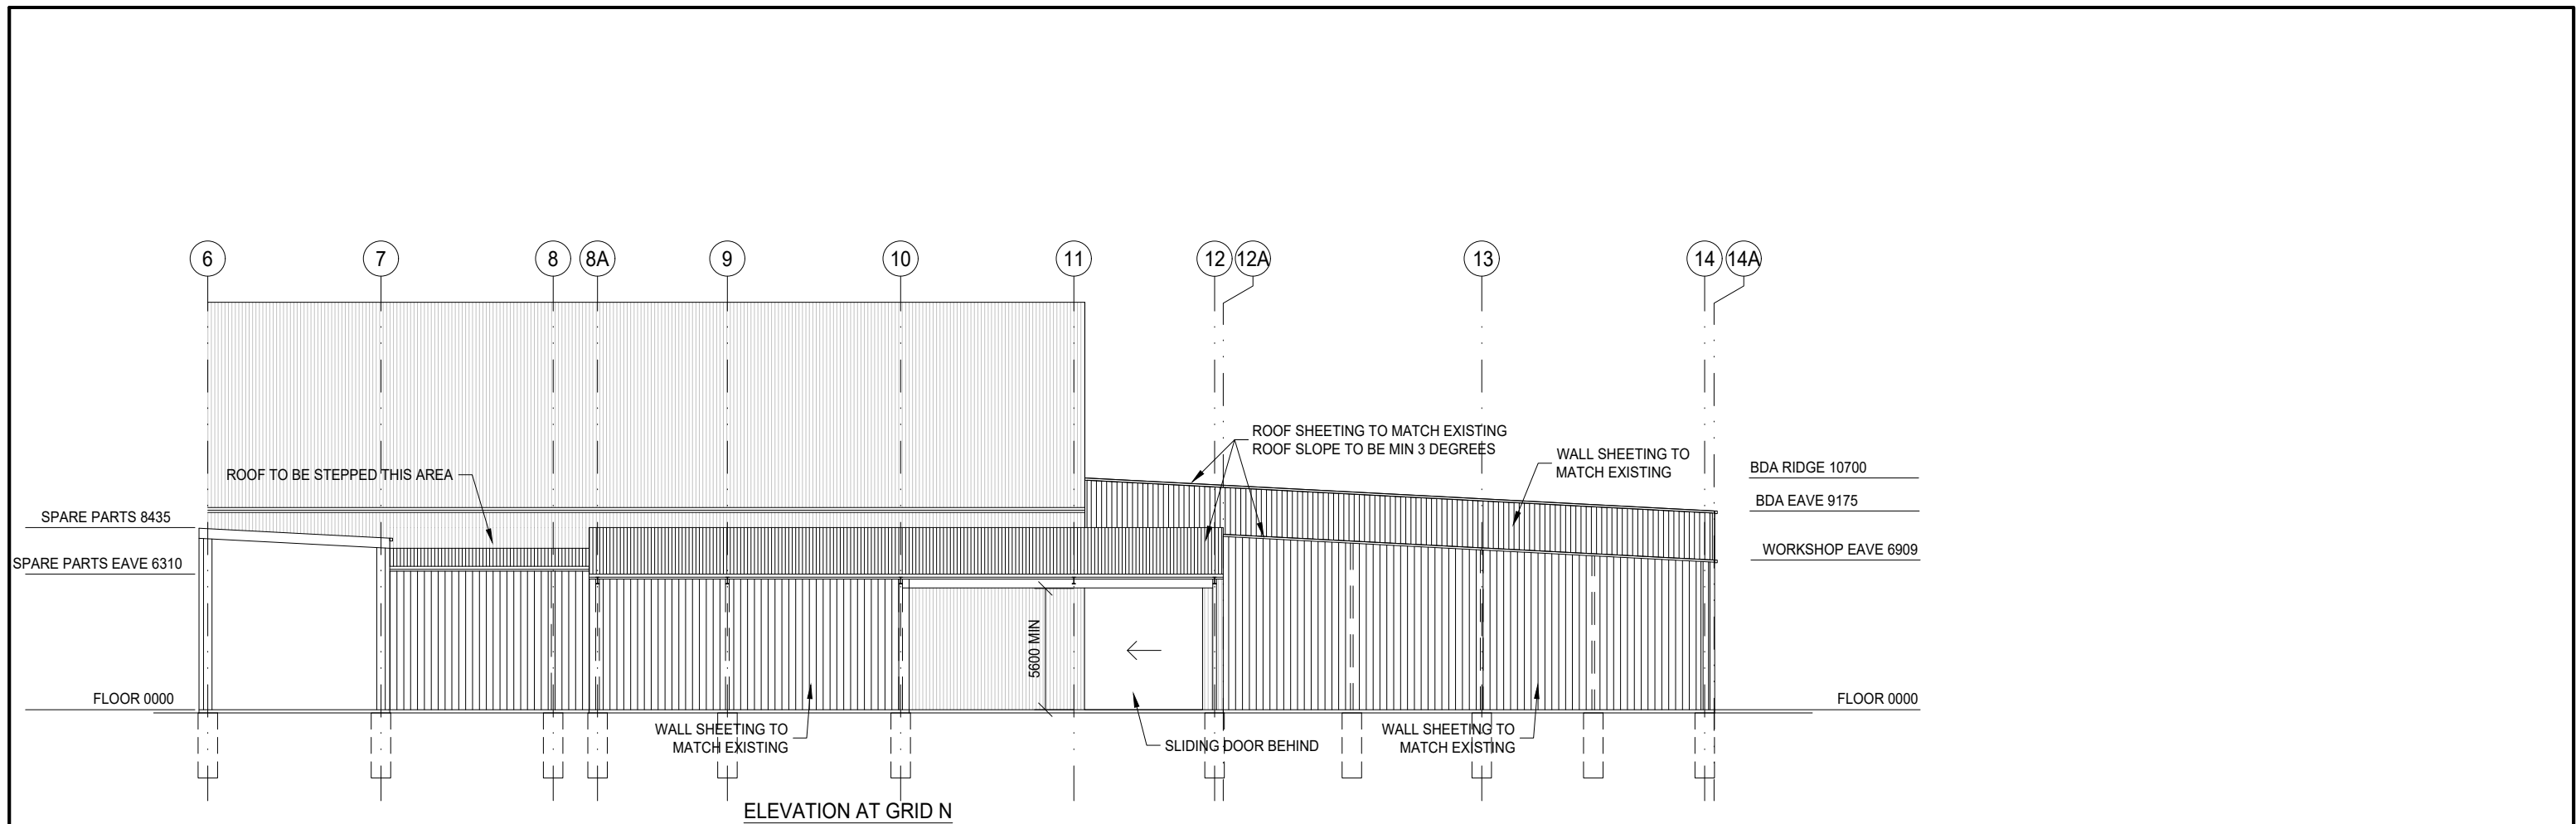 6
7
8
8A
9
10
11
12
12A
13
14
14A
ROOF SHEETING TO MATCH EXISTING
ROOF SLOPE TO BE MIN 3 DEGREES
WALL SHEETING TO
MATCH EXISTING
ROOF TO BE STEPPED THIS AREA
BDA RIDGE 10700
BDA EAVE 9175
SPARE PARTS 8435
WORKSHOP EAVE 6909
SPARE PARTS EAVE 6310
5600 MIN
FLOOR 0000
FLOOR 0000
WALL SHEETING TO
MATCH EXISTING
SLIDING DOOR BEHIND
WALL SHEETING TO
MATCH EXISTING
ELEVATION AT GRID N